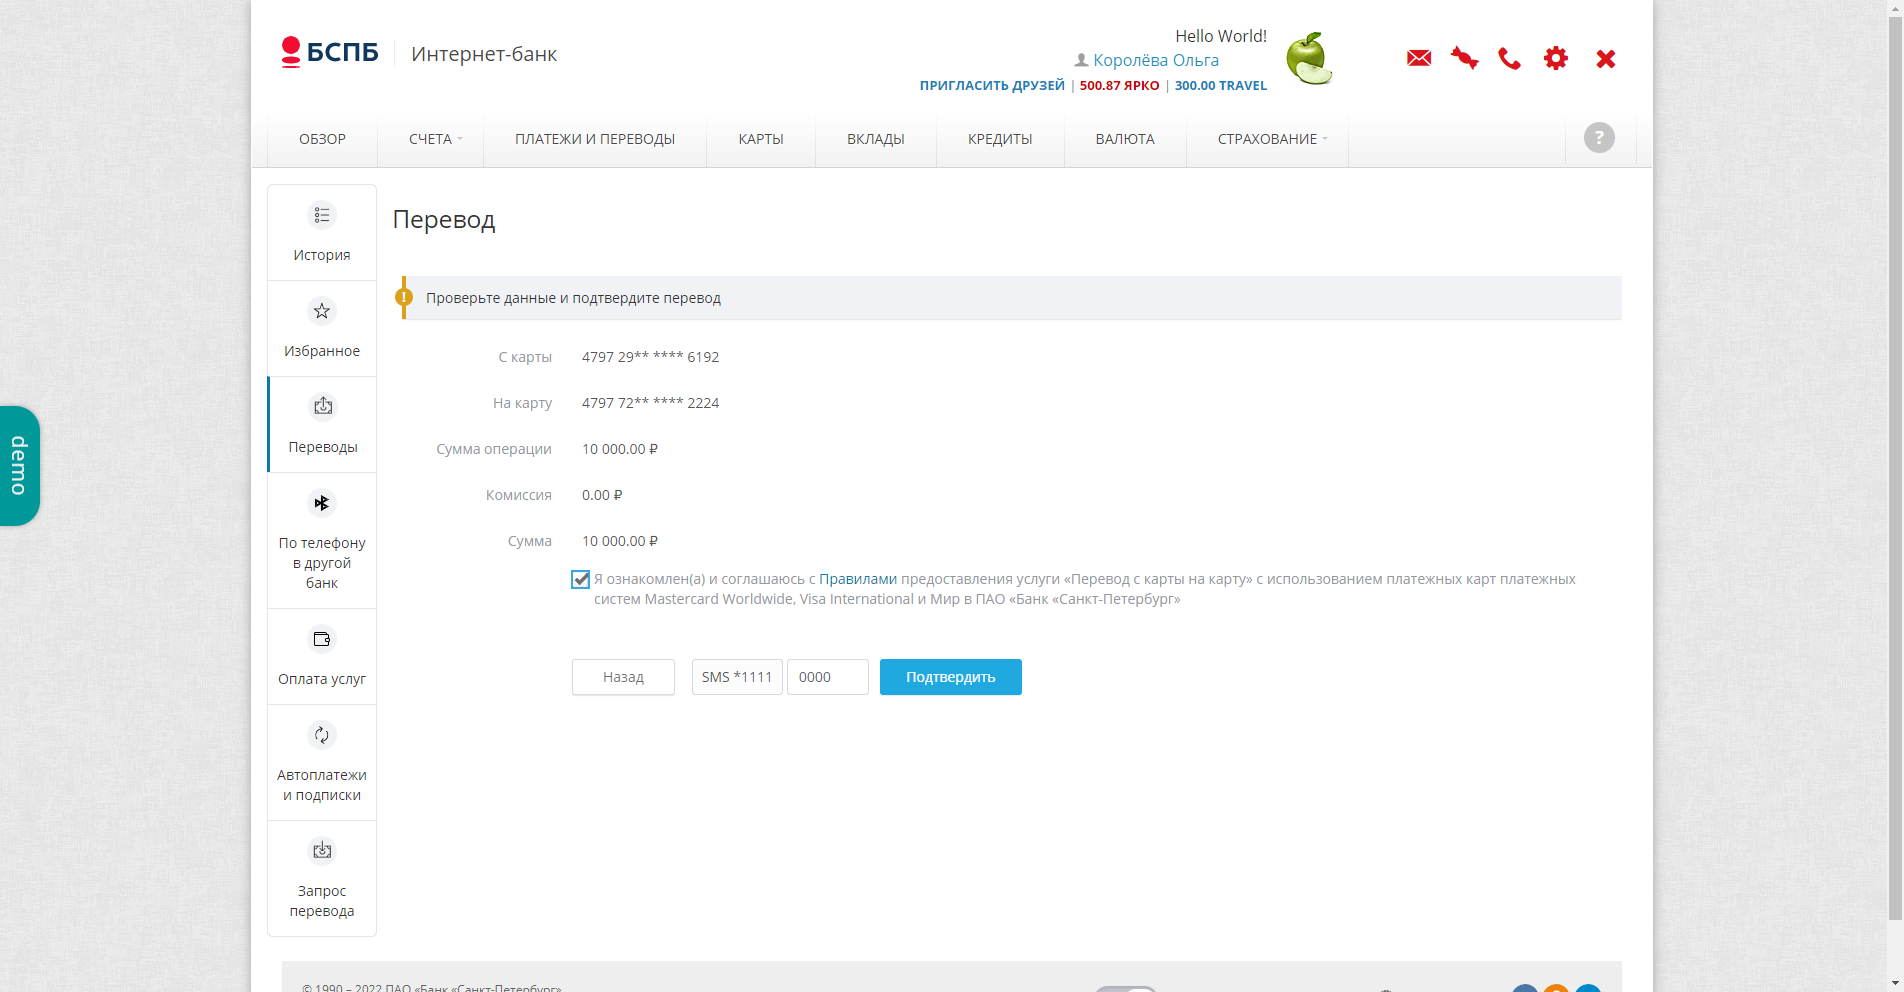 БСПБ
Интернет-банк
Hello World!
Королёва Ольга
ПРИГЛАСИТЬ ДРУЗЕЙ | 500.87 ЯРКО | 300.00 TRAVEL
ОБЗОР
СЧЕТА
ПЛАТЕЖИ И ПЕРЕВОДЫ
КАРТЫ
ВКЛАДЫ
КРЕДИТЫ
ВАЛЮТА
СТРАХОВАНИЕ
?
История
Избранное
Переводы
По телефону
в другой
банк
Оплата услуг
Автоплатежи
и подписки
Запрос
перевода
demo
Перевод
Проверьте данные и подтвердите перевод
С карты 4797 29** **** 6192
На карту 4797 72** **** 2224
Сумма операции 10 000.00 ₽
Комиссия 0.00 ₽
Сумма 10 000.00 ₽
Я ознакомлен(а) и соглашаюсь с Правилами предоставления услуги «Перевод с карты на карту» с использованием платежных карт платежных
систем Mastercard Worldwide, Visa International и Мир в ПАО «Банк «Санкт-Петербург»
Назад
SMS *1111
0000
Подтвердить
© 1990 – 2022 ПАО «Банк «Санкт-Петербург»